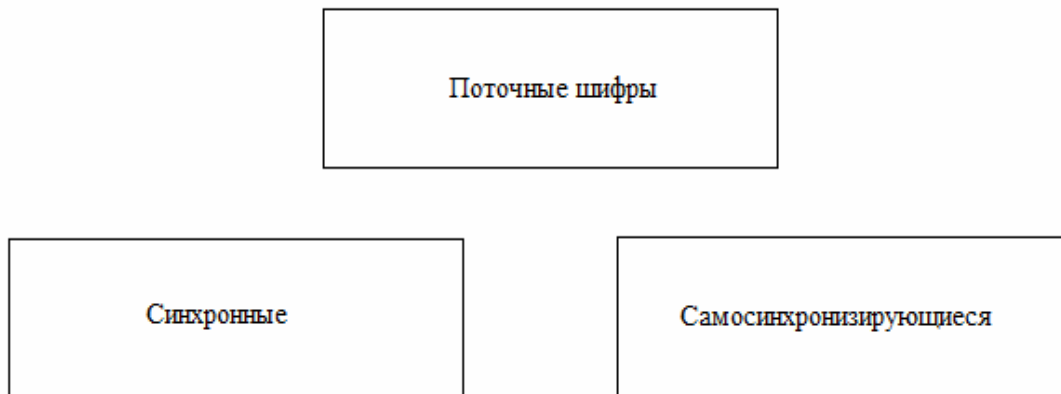 Поточные шифры
Синхронные
Самосинхронизирующиеся